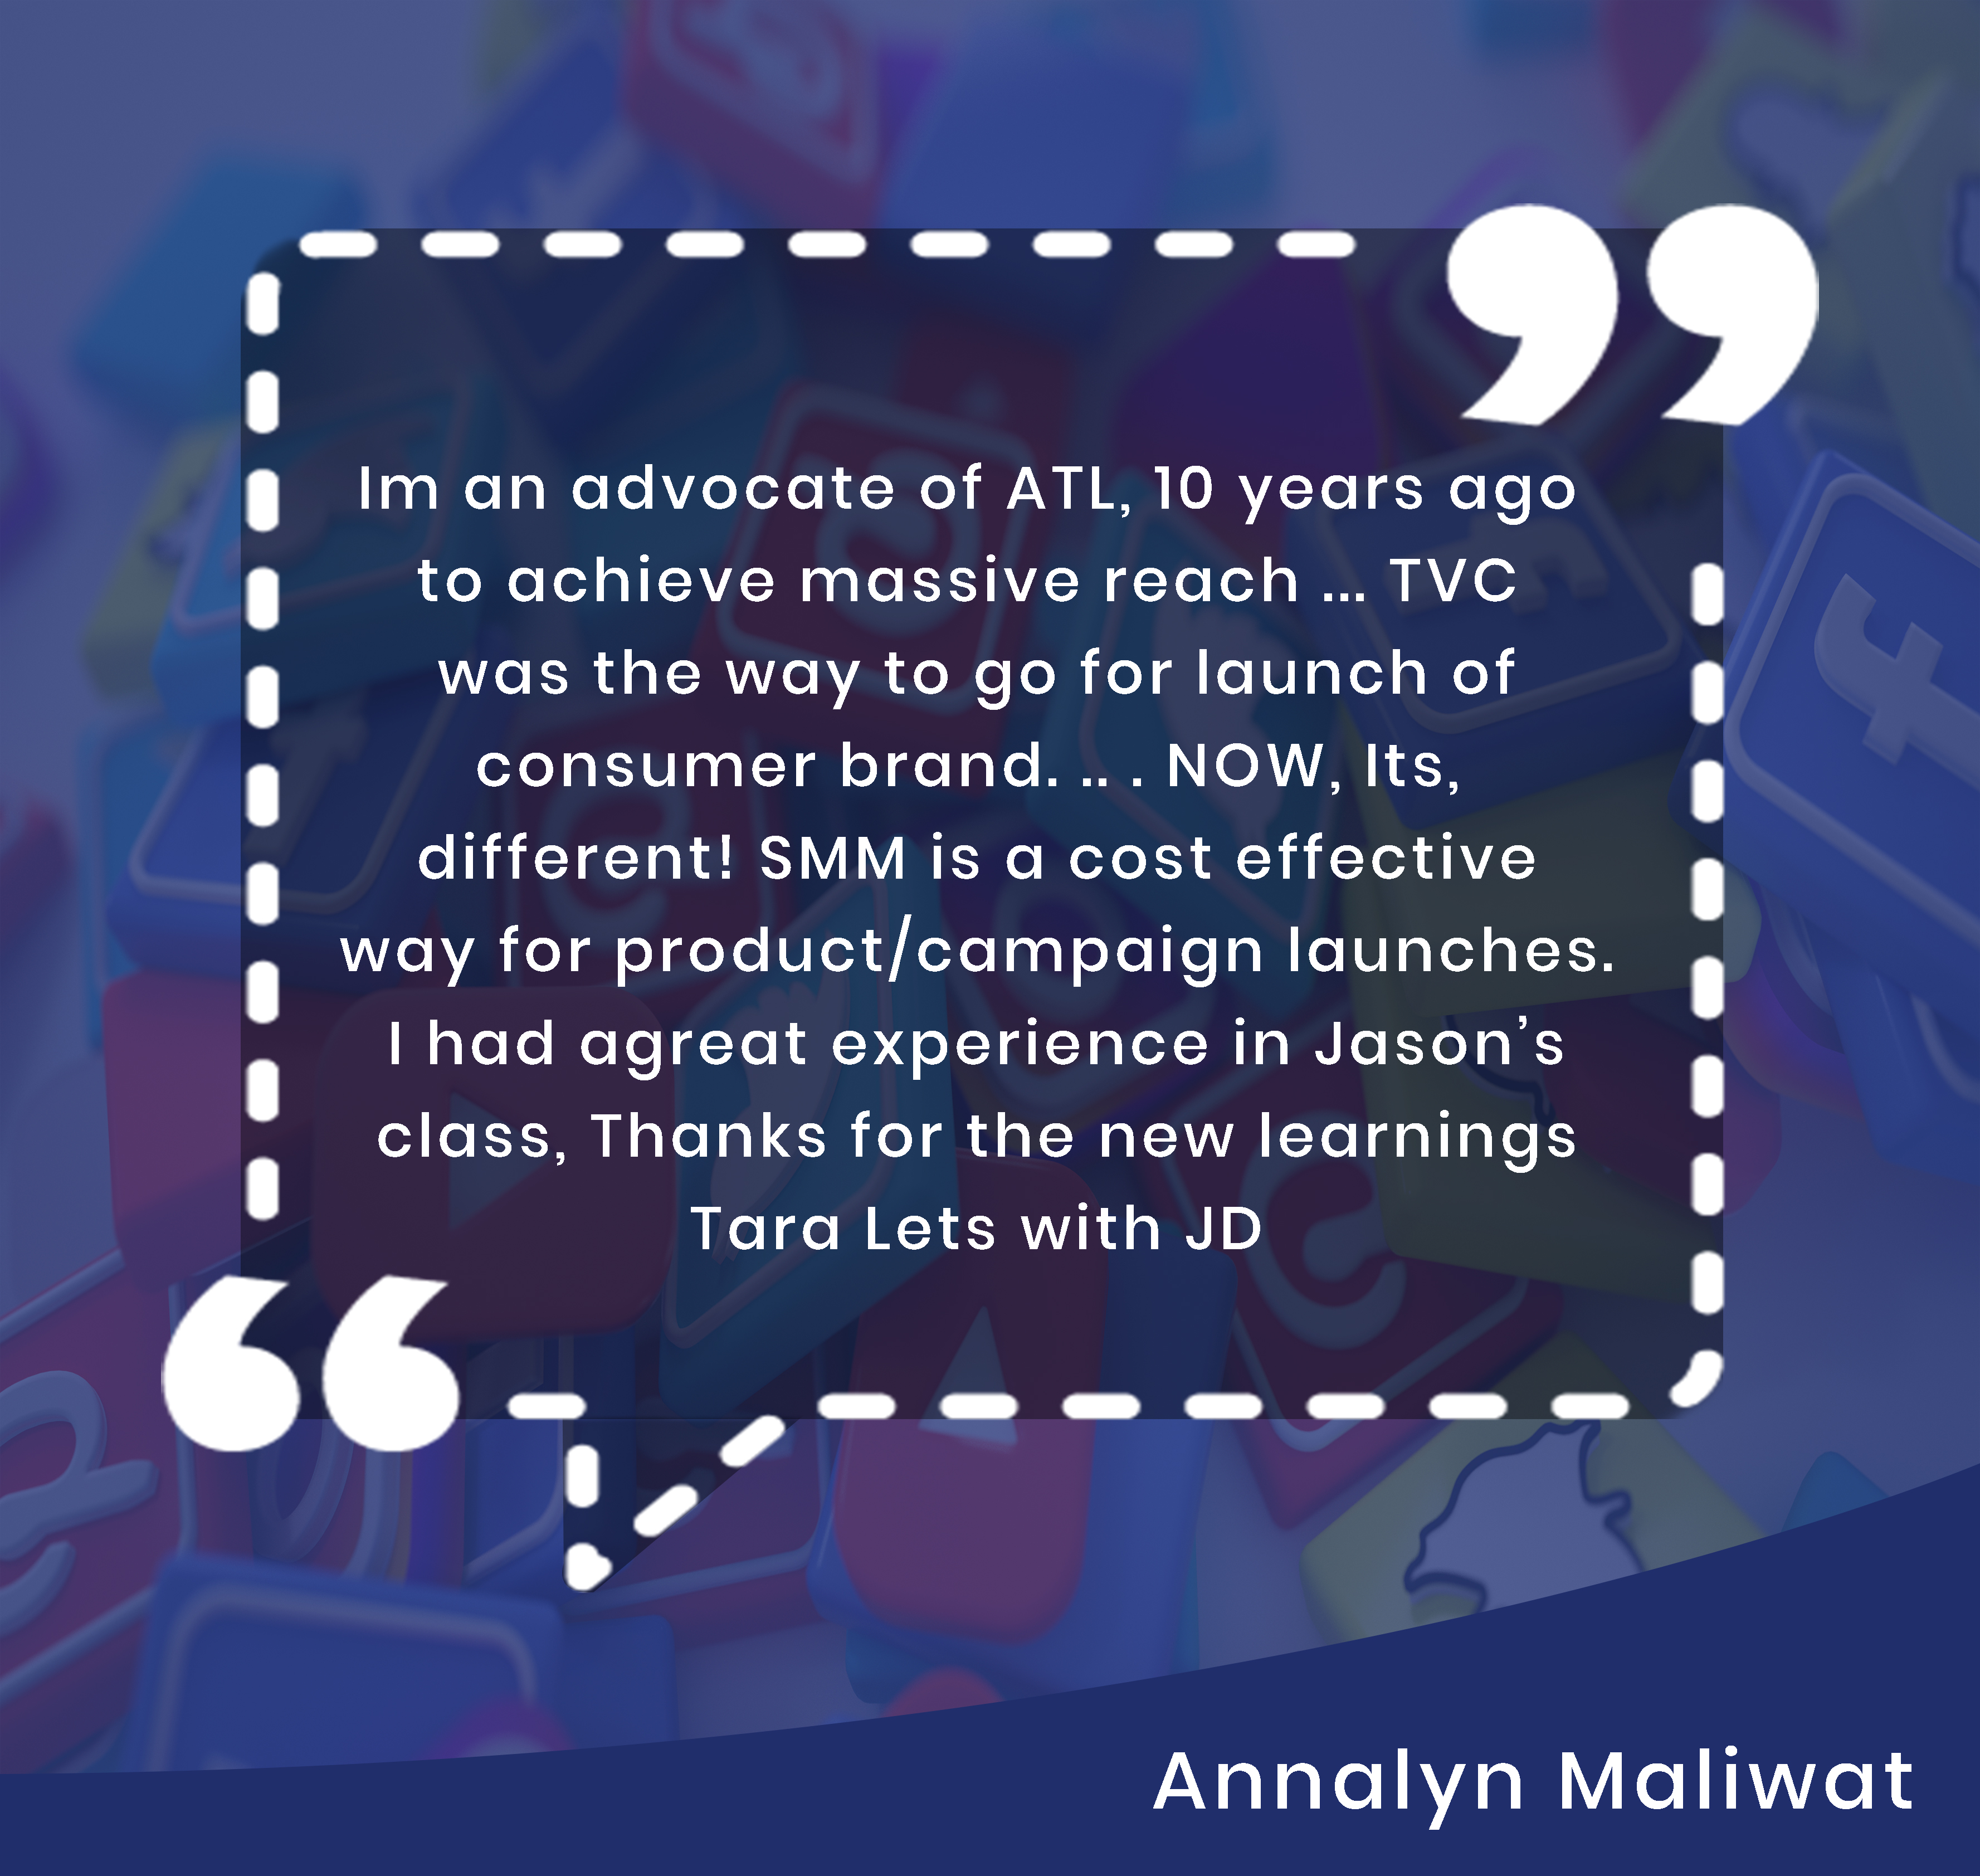 Im an advocate of ATL, 10 years ago
to achieve massive reach ... TVC
was the way to go for launch of
consumer brand. .. . NOW, Its,
different! SMM is a cost effective
way for product/campaign launches.
I had agreat experience in Jason’s
class, Thanks for the new learnings
Tara Lets with JD
Annalyn Maliwat